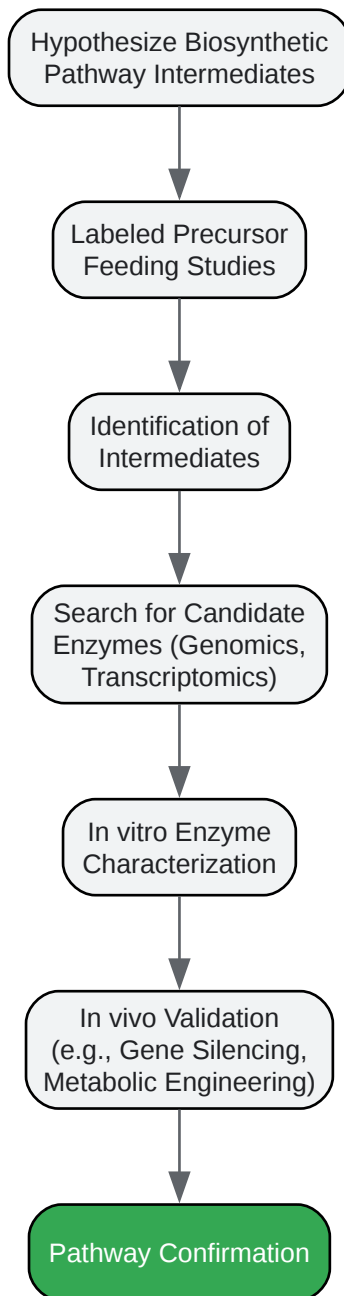 Hypothesize Biosynthetic
Pathway Intermediates
Labeled Precursor
Feeding Studies
Identification of
Intermediates
Search for Candidate
Enzymes (Genomics,
Transcriptomics)
In vitro Enzyme
Characterization
In vivo Validation
(e.g., Gene Silencing,
Metabolic Engineering)
Pathway Confirmation